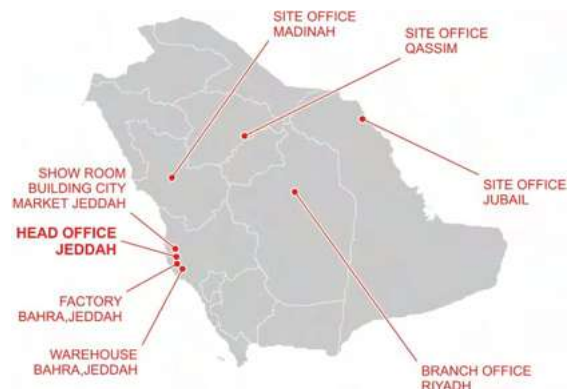 SITE OFFICE
MADINAH
SITE OFFICE
QASSIM
SHOW ROOM
BUILDING CITY
MARKET JEDDAH
SITE OFFICE
JUBAIL
HEAD OFFICE
JEDDAH
FACTORY
BAHRA,JEDDAH
WAREHOUSE
BAHRA,JEDDAH
BRANCH OFFICE
RIYADH